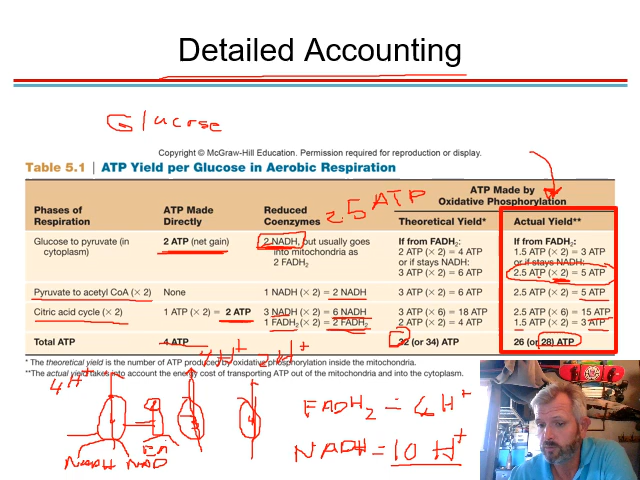 Detailed Accounting
Glucose
Copyright © McGraw-Hill Education. Permission required for reproduction or display.
Table 5.1 | ATP Yield per Glucose in Aerobic Respiration
2.5 ATP
ATP Made by
Oxidative Phosphorylation
Phases of Respiration
ATP Made Directly
Reduced Coenzymes
Theoretical Yield*
Actual Yield**
Glucose to pyruvate (in cytoplasm)
2 ATP (net gain)
2 NADH, but usually goes into mitochondria as 2 FADH₂
If from FADH₂:
2 ATP (× 2) = 4 ATP
or if stays NADH:
3 ATP (× 2) = 6 ATP
If from FADH₂:
1.5 ATP (× 2) = 3 ATP
or if stays NADH:
2.5 ATP (× 2) = 5 ATP
Pyruvate to acetyl CoA (× 2)
None
1 NADH (× 2) = 2 NADH
3 ATP (× 2) = 6 ATP
2.5 ATP (× 2) = 5 ATP
Citric acid cycle (× 2)
1 ATP (× 2) = 2 ATP
3 NADH (× 2) = 6 NADH
1 FADH₂ (× 2) = 2 FADH₂
3 ATP (× 6) = 18 ATP
2 ATP (× 2) = 4 ATP
2.5 ATP (× 6) = 15 ATP
1.5 ATP (× 2) = 3 ATP
Total ATP
4 ATP
32 (or 34) ATP
26 (or 28) ATP
* The theoretical yield is the number of ATP produced by oxidative phosphorylation inside the mitochondria.
**The actual yield takes into account the energy cost of transporting ATP out of the mitochondria and into the cytoplasm.
4 H+
4 H+
2 H+
NADH
NAD
FADH₂ = 6 H+
NADH = 10 H+